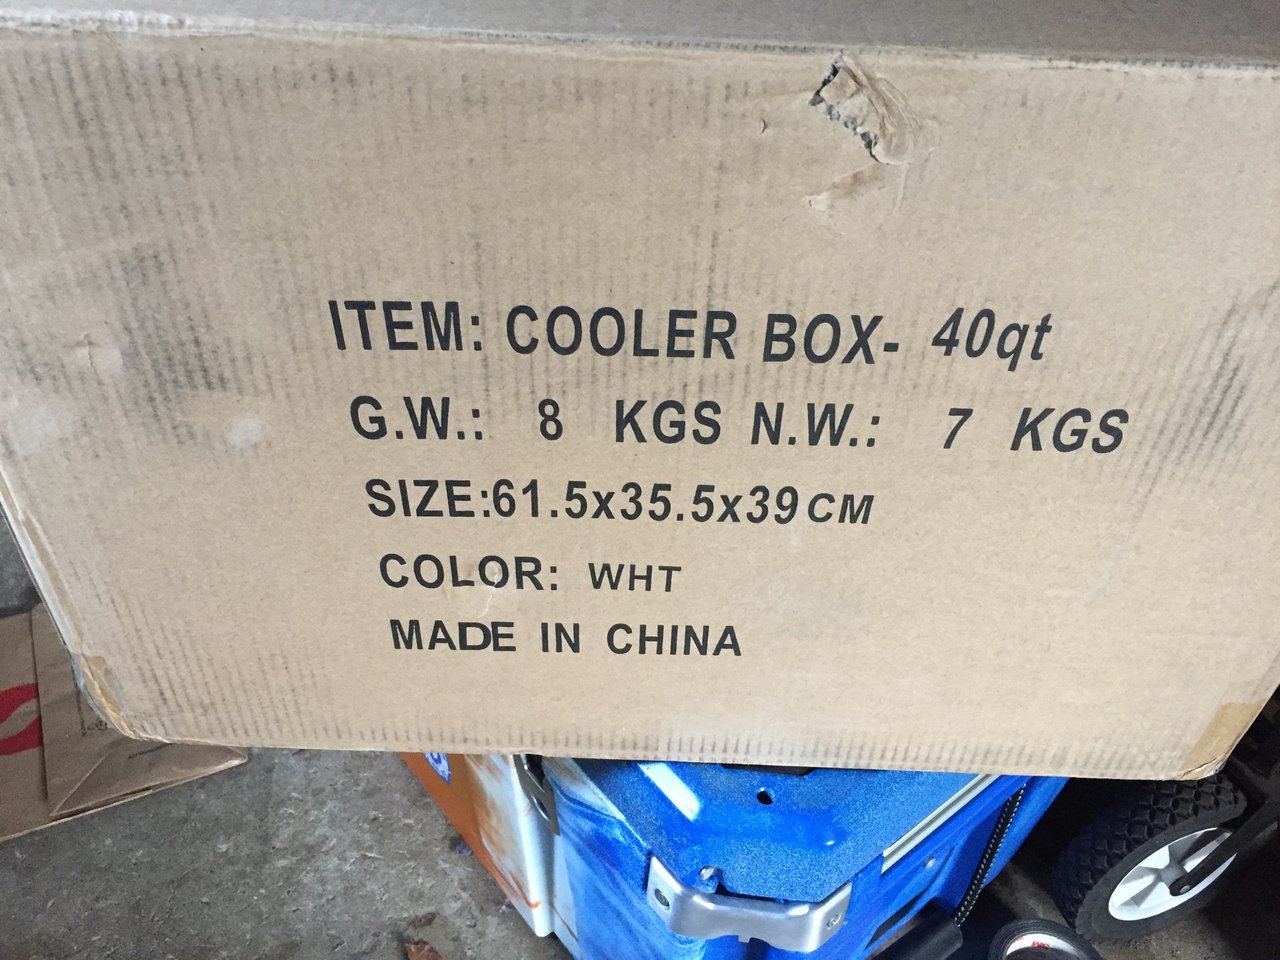 ITEM: COOLER BOX- 40qt
G.W.: 8 KGS N.W.: 7 KGS
SIZE:61.5x35.5x39CM
COLOR: WHT
MADE IN CHINA